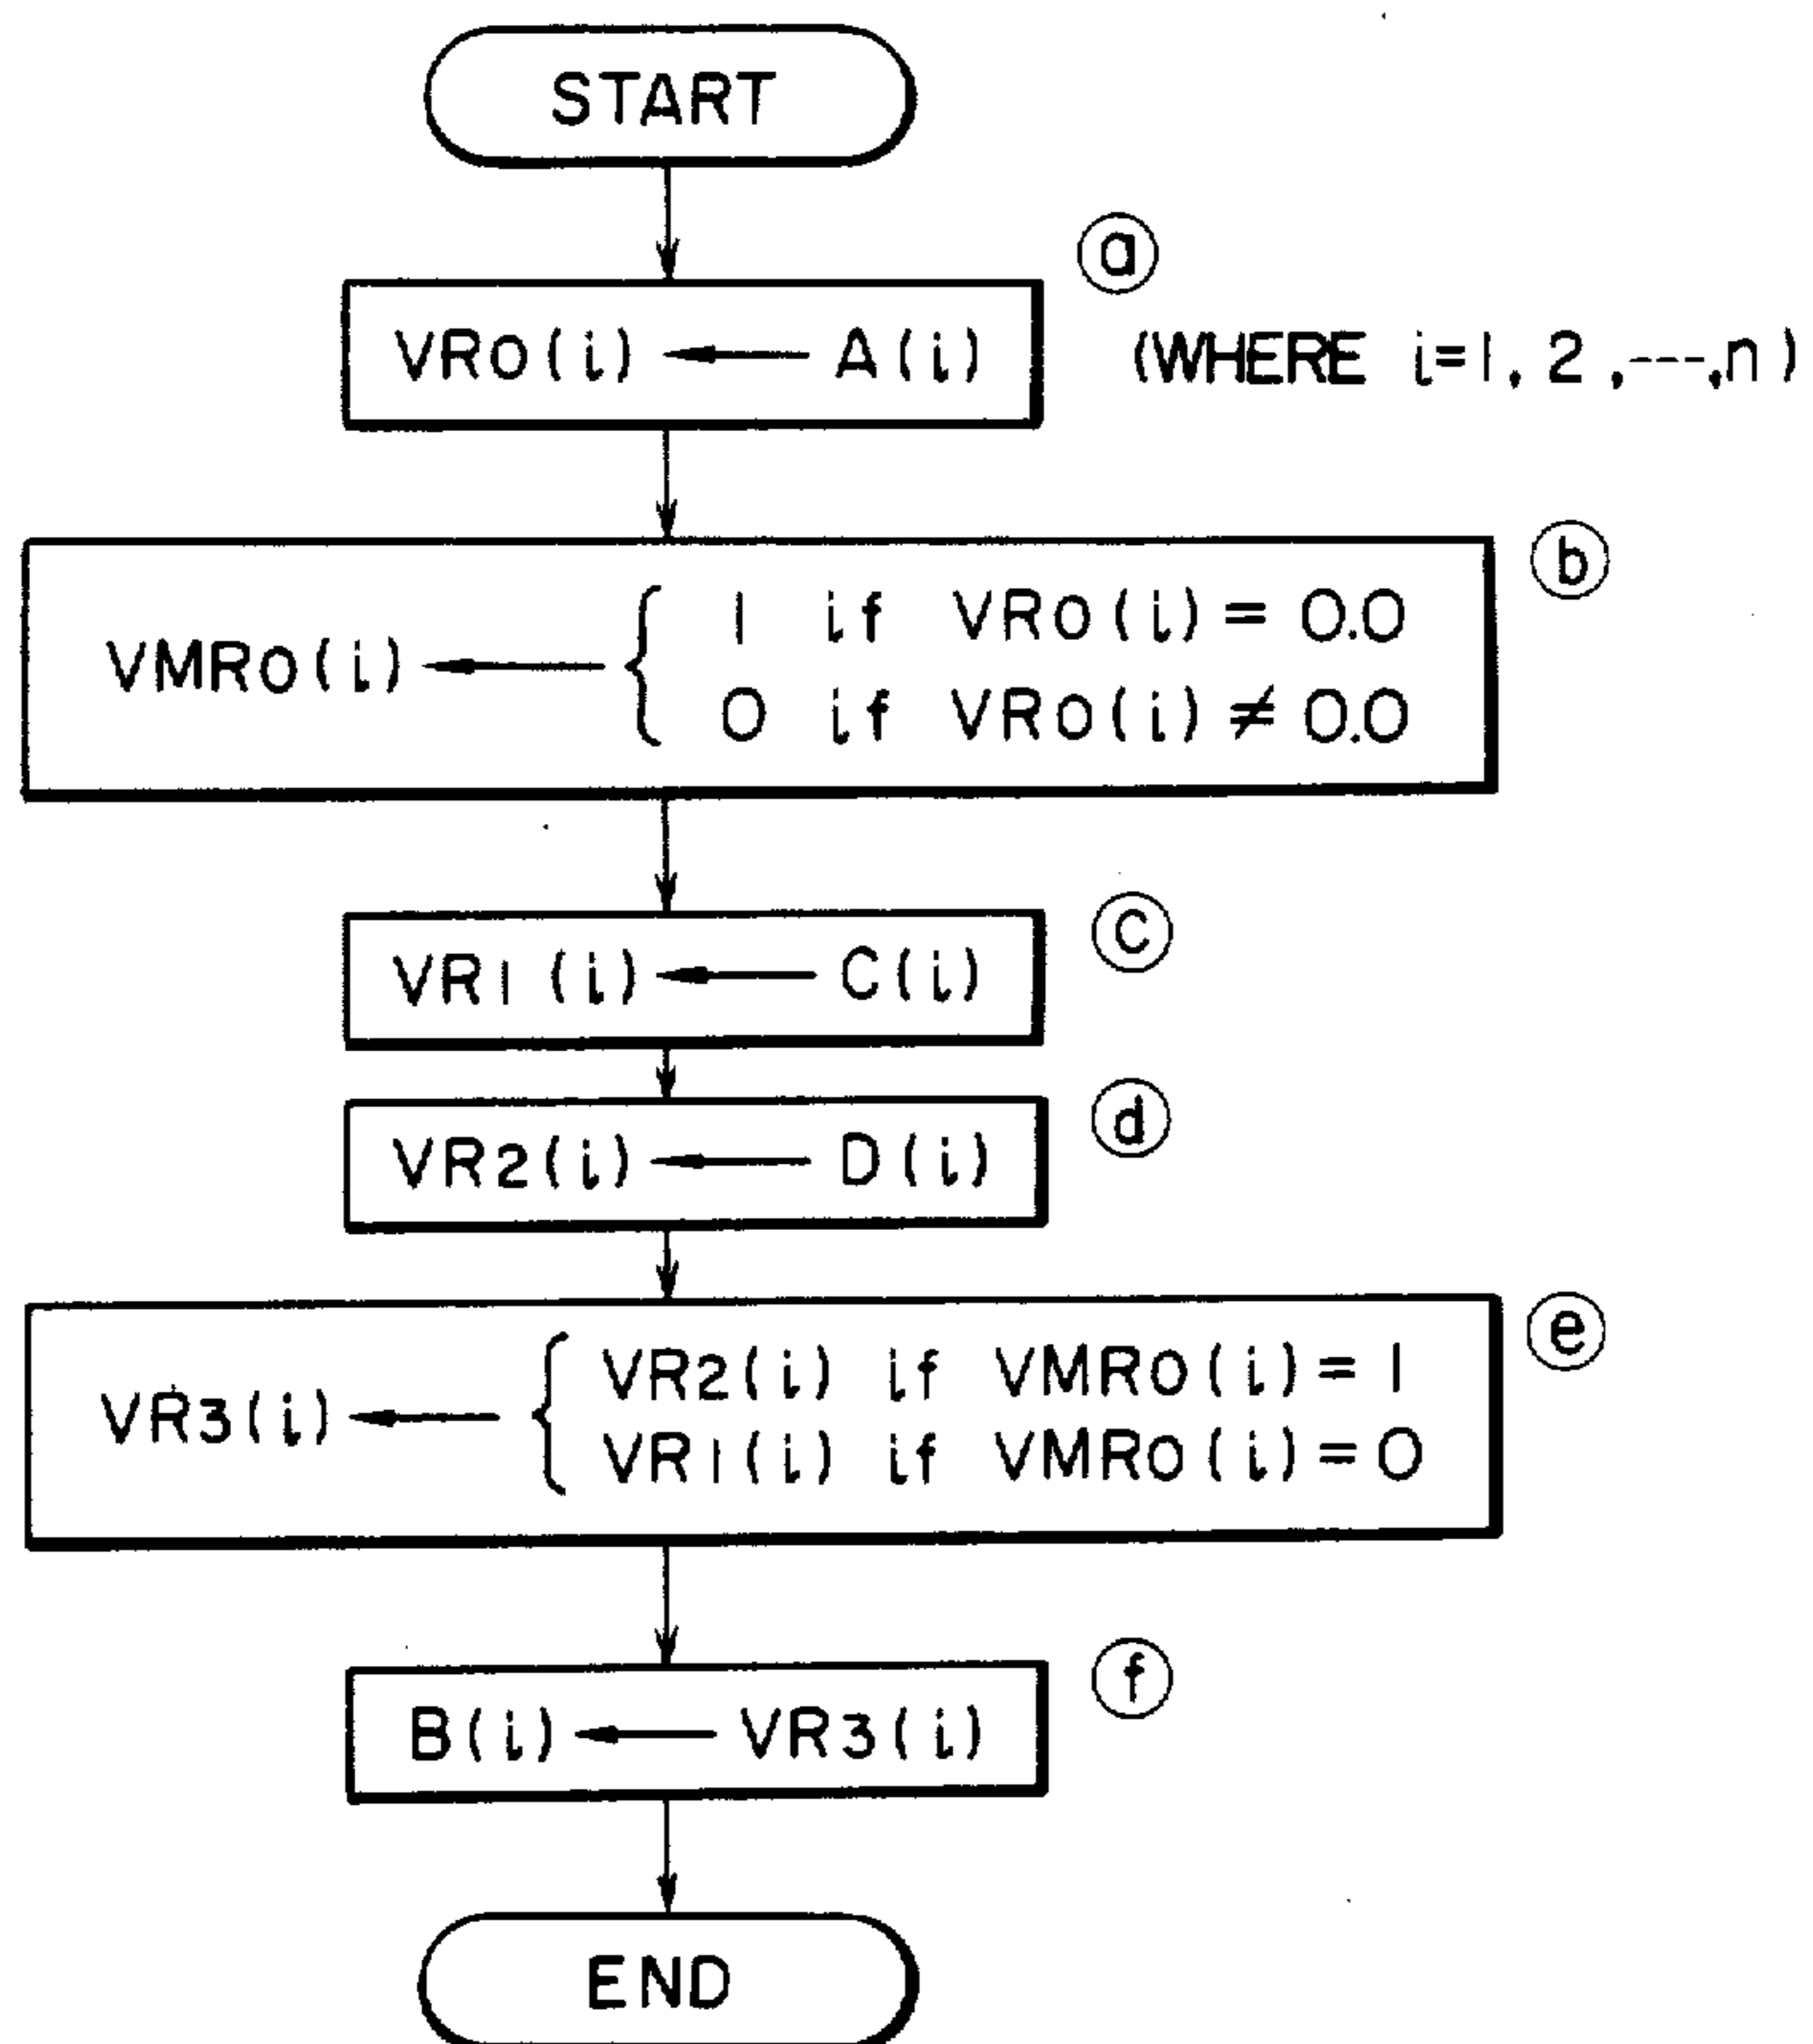 START
ⓐ
VR0(i) ← A(i) (WHERE i=1, 2,---,n)
ⓑ
VMR0(i) ← { 1 if VR0(i) = 0.0
0 if VR0(i) ≠ 0.0
ⓒ
VR1(i) ← C(i)
ⓓ
VR2(i) ← D(i)
ⓔ
VR3(i) ← { VR2(i) if VMR0(i) = 1
VR1(i) if VMR0(i) = 0
ⓕ
B(i) ← VR3(i)
END